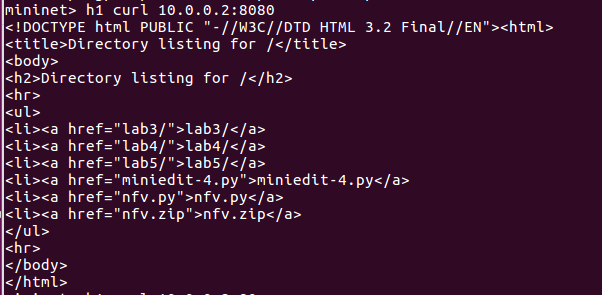 mininet> h1 curl 10.0.0.2:8080
<!DOCTYPE html PUBLIC "-//W3C//DTD HTML 3.2 Final//EN"><html>
<title>Directory listing for /</title>
<body>
<h2>Directory listing for /</h2>
<hr>
<ul>
<li><a href="lab3/">lab3/</a>
<li><a href="lab4/">lab4/</a>
<li><a href="lab5/">lab5/</a>
<li><a href="miniedit-4.py">miniedit-4.py</a>
<li><a href="nfv.py">nfv.py</a>
<li><a href="nfv.zip">nfv.zip</a>
</ul>
<hr>
</body>
</html>